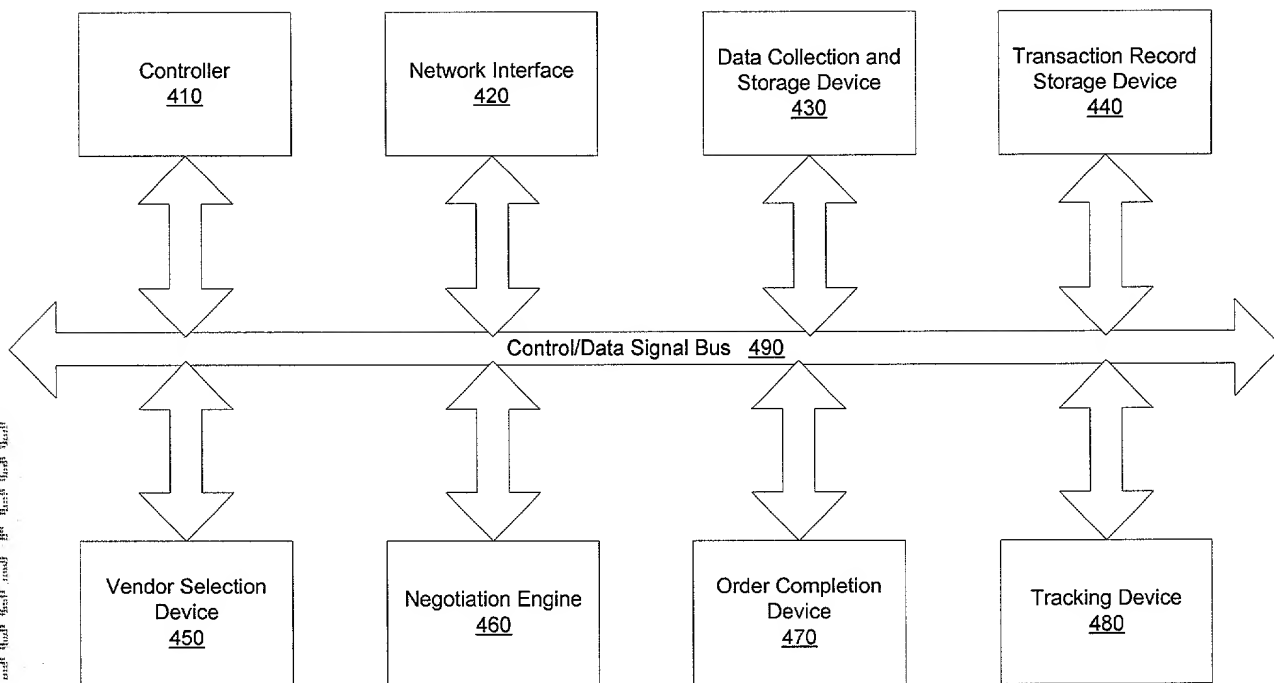 Controller
410
Network Interface
420
Data Collection and
Storage Device
430
Transaction Record
Storage Device
440
Control/Data Signal Bus 490
Vendor Selection
Device
450
Negotiation Engine
460
Order Completion
Device
470
Tracking Device
480